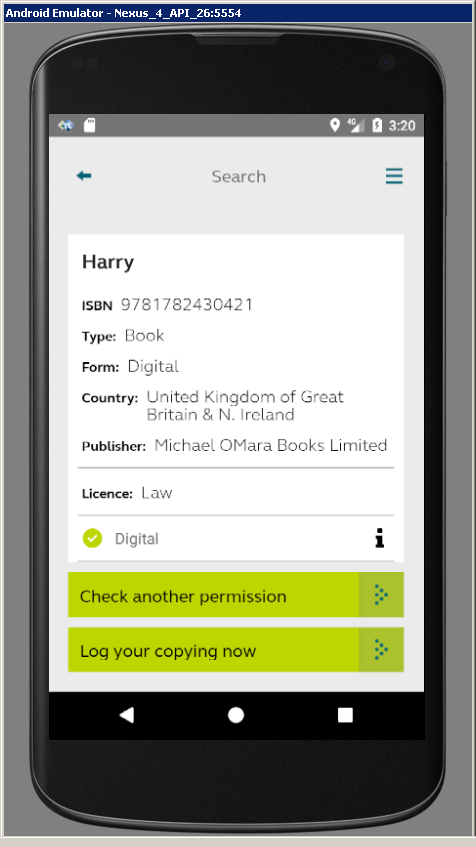 Android Emulator - Nexus_4_API_26:5554
4G 3:20
Search
Harry
ISBN 9781782430421
Type: Book
Form: Digital
Country: United Kingdom of Great
Britain & N. Ireland
Publisher: Michael OMara Books Limited
Licence: Law
Digital
Check another permission
Log your copying now